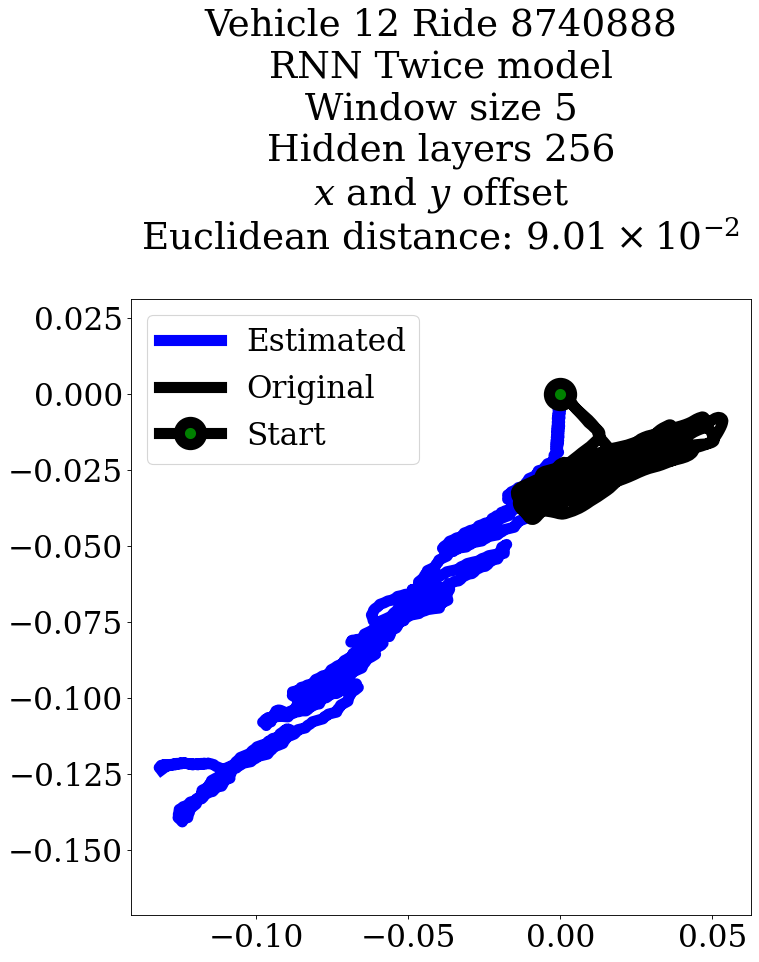 Vehicle 12 Ride 8740888
RNN Twice model
Window size 5
Hidden layers 256
x and y offset
Euclidean distance: 9.01 × 10⁻²
Estimated
Original
Start
0.025
0.000
−0.025
−0.050
−0.075
−0.100
−0.125
−0.150
−0.10 −0.05 0.00 0.05